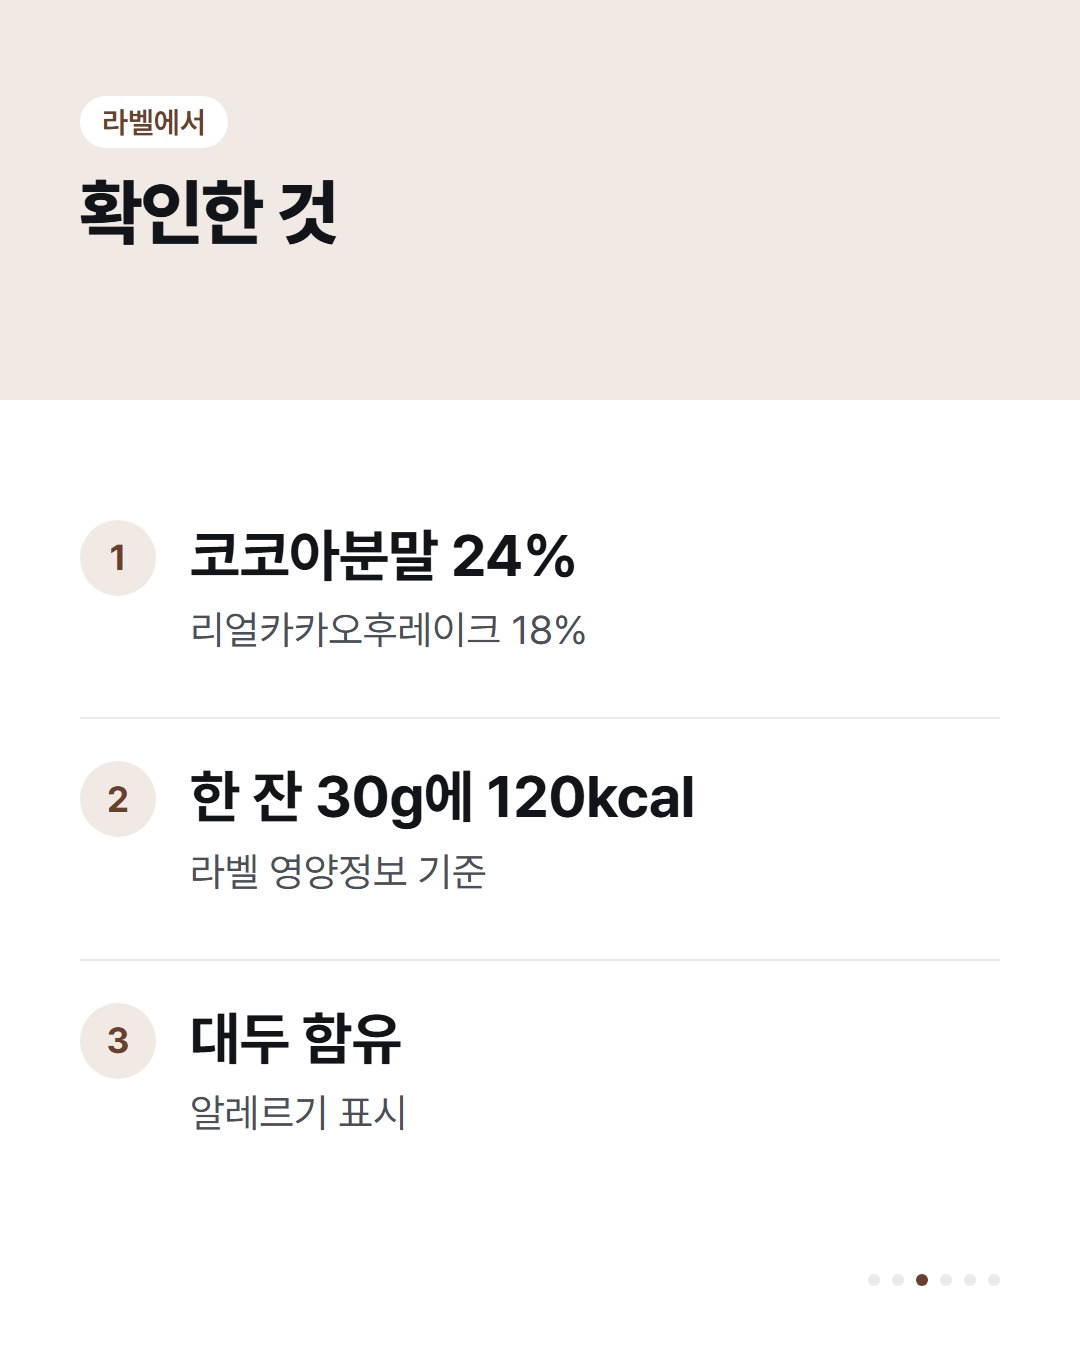 라벨에서
확인한 것
1
코코아분말 24%
리얼카카오후레이크 18%
2
한 잔 30g에 120kcal
라벨 영양정보 기준
3
대두 함유
알레르기 표시